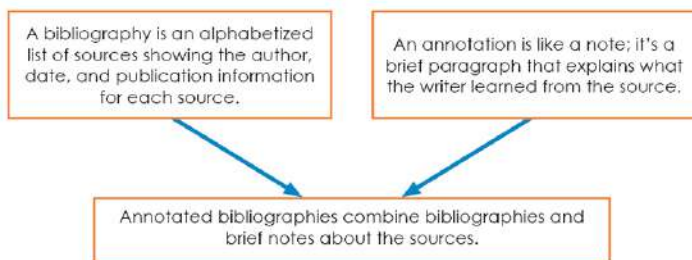 A bibliography is an alphabetized
list of sources showing the author,
date, and publication information
for each source.
An annotation is like a note; it's a
brief paragraph that explains what
the writer learned from the source.
Annotated bibliographies combine bibliographies and
brief notes about the sources.